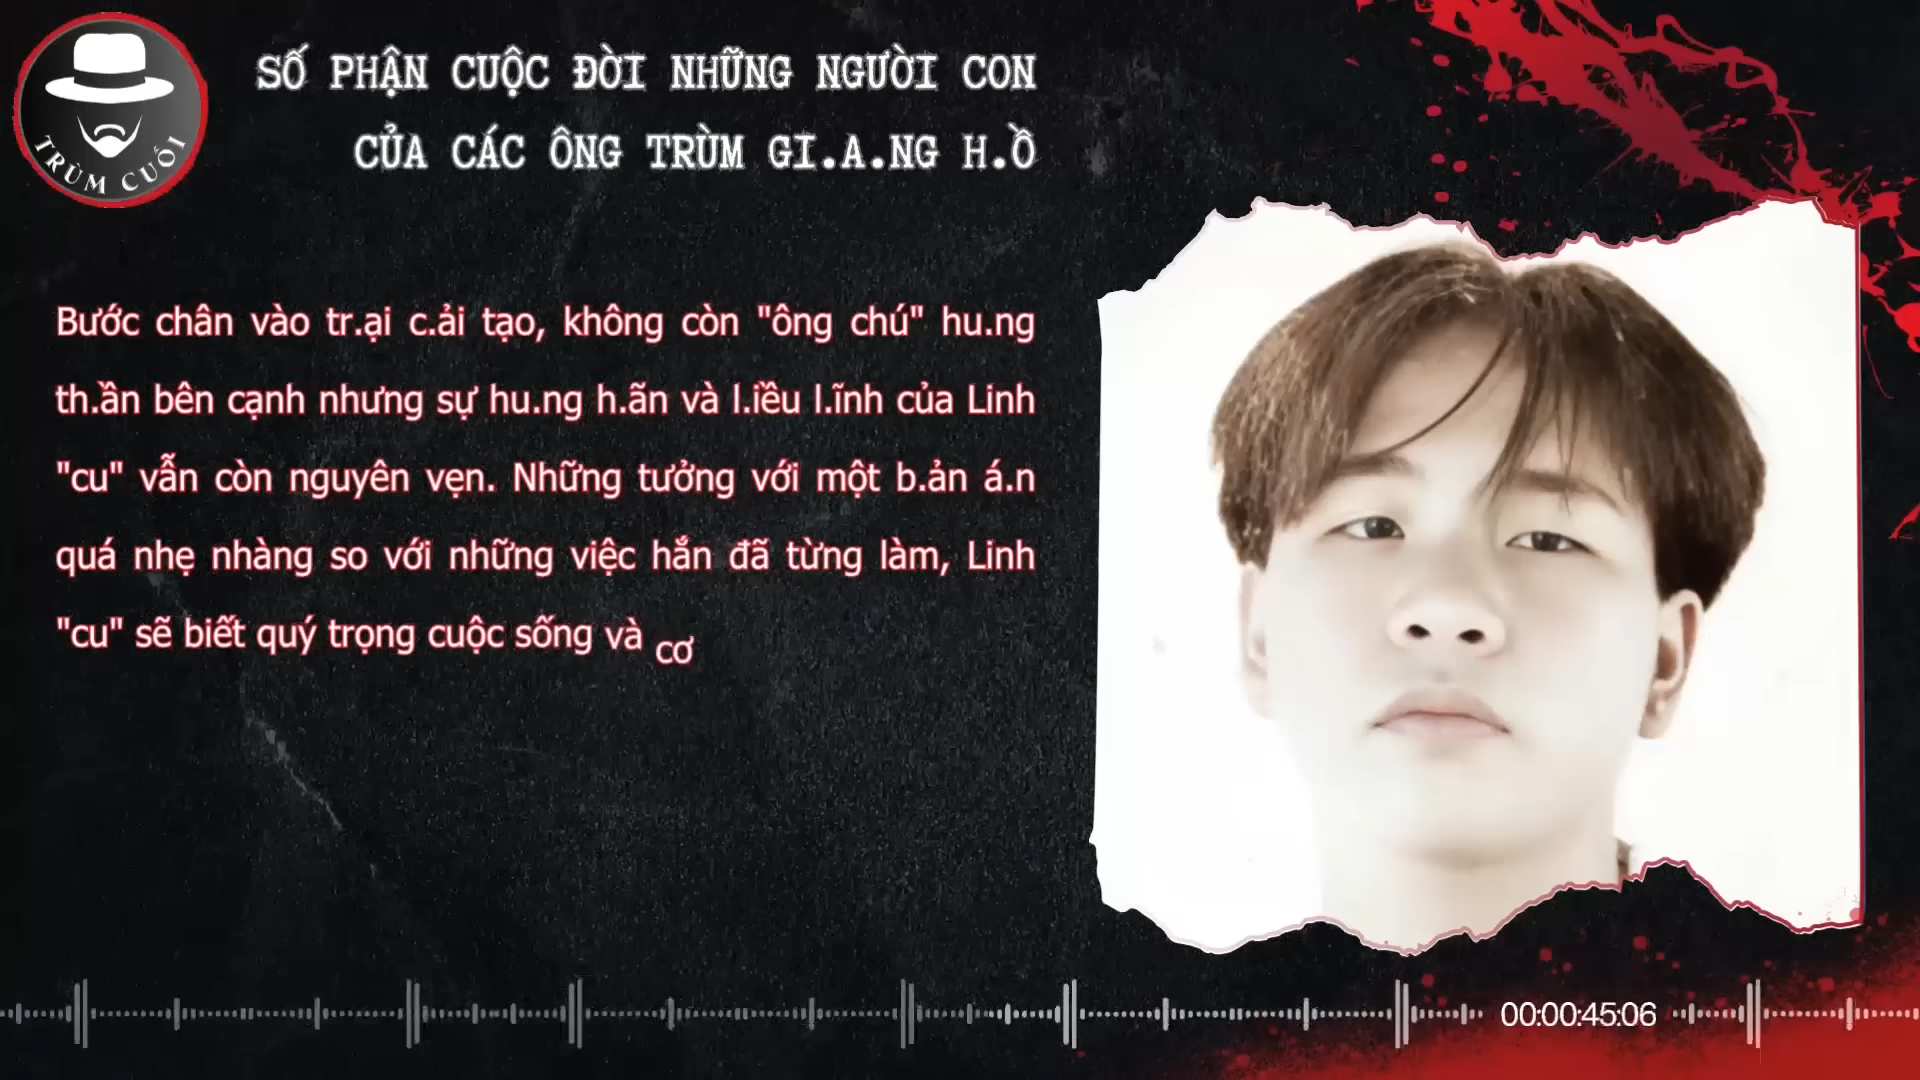 TRÙM CUỐI
SỐ PHẬN CUỘC ĐỜI NHỮNG NGƯỜI CON
CỦA CÁC ÔNG TRÙM GI.A.NG H.Ồ
Bước chân vào tr.ại c.ải tạo, không còn "ông chú" hu.ng
th.ần bên cạnh nhưng sự hu.ng h.ãn và l.iều l.ĩnh của Linh
"cu" vẫn còn nguyên vẹn. Những tưởng với một b.ản á.n
quá nhẹ nhàng so với những việc hắn đã từng làm, Linh
"cu" sẽ biết quý trọng cuộc sống và cơ
00:00:45:06